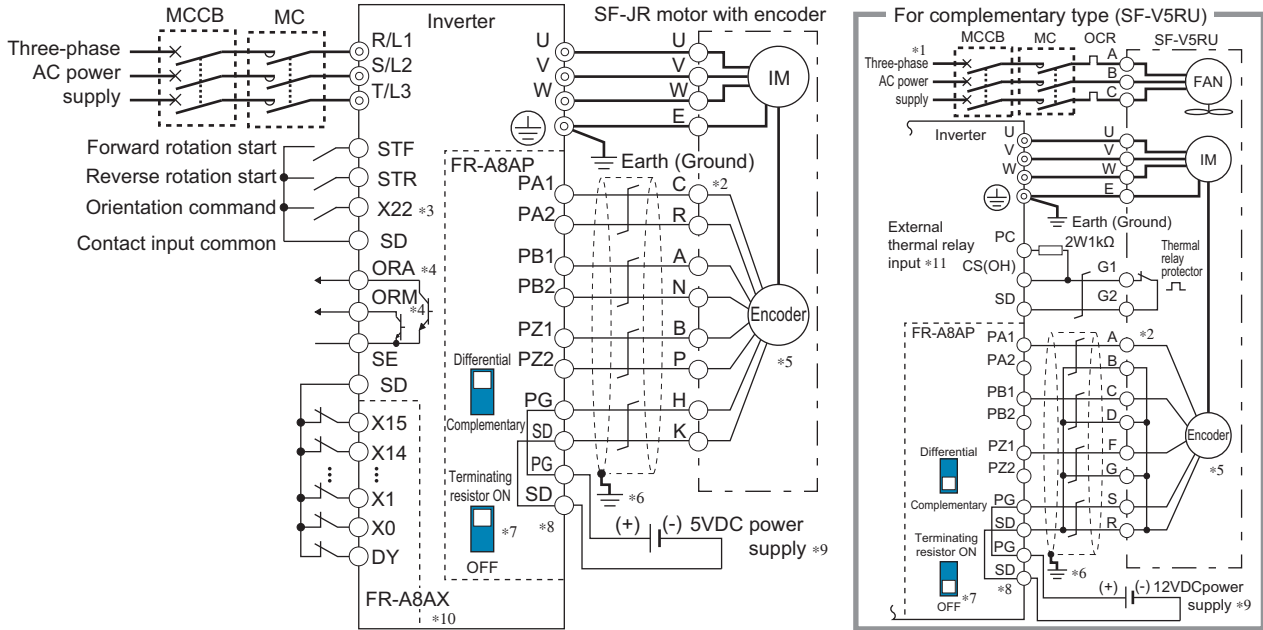 MCCB MC
Three-phase
AC power
supply
R/L1
S/L2
T/L3
Inverter
U
V
W
SF-JR motor with encoder
U
V
W
E
IM
Earth (Ground)
Forward rotation start
Reverse rotation start
Orientation command
Contact input common
STF
STR
X22 *3
SD
ORA *4
ORM *4
SE
SD
X15
X14
X1
X0
DY
FR-A8AX
*10
FR-A8AP
PA1
PA2
PB1
PB2
PZ1
PZ2
PG
SD
PG
SD
Differential
Complementary
Terminating
resistor ON
*7
OFF
*8
C *2
R
A
N
B
P
H
K
Encoder
*5
*6
(+) (-) 5VDC power
supply *9
For complementary type (SF-V5RU)
MCCB MC OCR SF-V5RU
*1
Three-phase
AC power
supply
A
B
C
FAN
Inverter
U
V
W
U
V
W
E
IM
Earth (Ground)
External
thermal relay
input *11
PC
2W1kΩ
CS(OH)
SD
G1
G2
Thermal
relay
protector
FR-A8AP
PA1
PA2
PB1
PB2
PZ1
PZ2
PG
SD
PG
SD
Differential
Complementary
Terminating
resistor ON
*7
OFF
*8
A *2
B
C
D
F
G
S
R
Encoder
*5
*6
(+) (-) 12VDCpower
supply *9